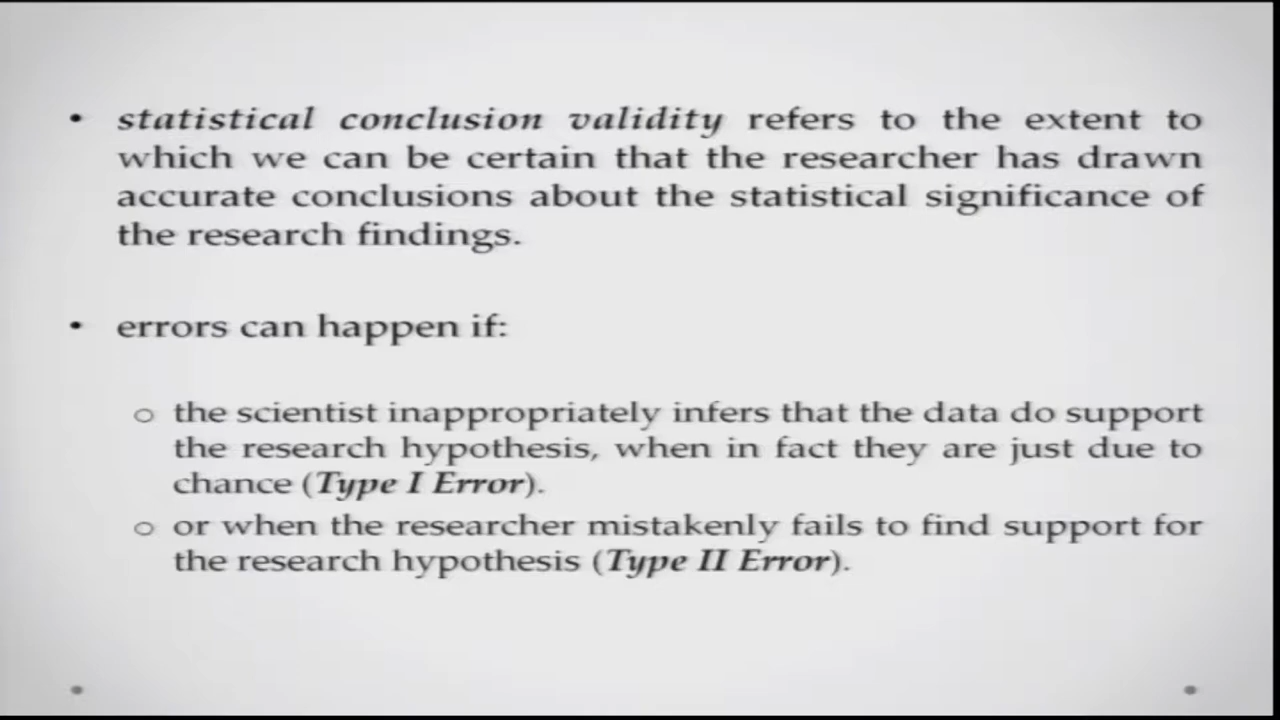 • statistical conclusion validity refers to the extent to
which we can be certain that the researcher has drawn
accurate conclusions about the statistical significance of
the research findings.
• errors can happen if:
o the scientist inappropriately infers that the data do support
the research hypothesis, when in fact they are just due to
chance (Type I Error).
o or when the researcher mistakenly fails to find support for
the research hypothesis (Type II Error).